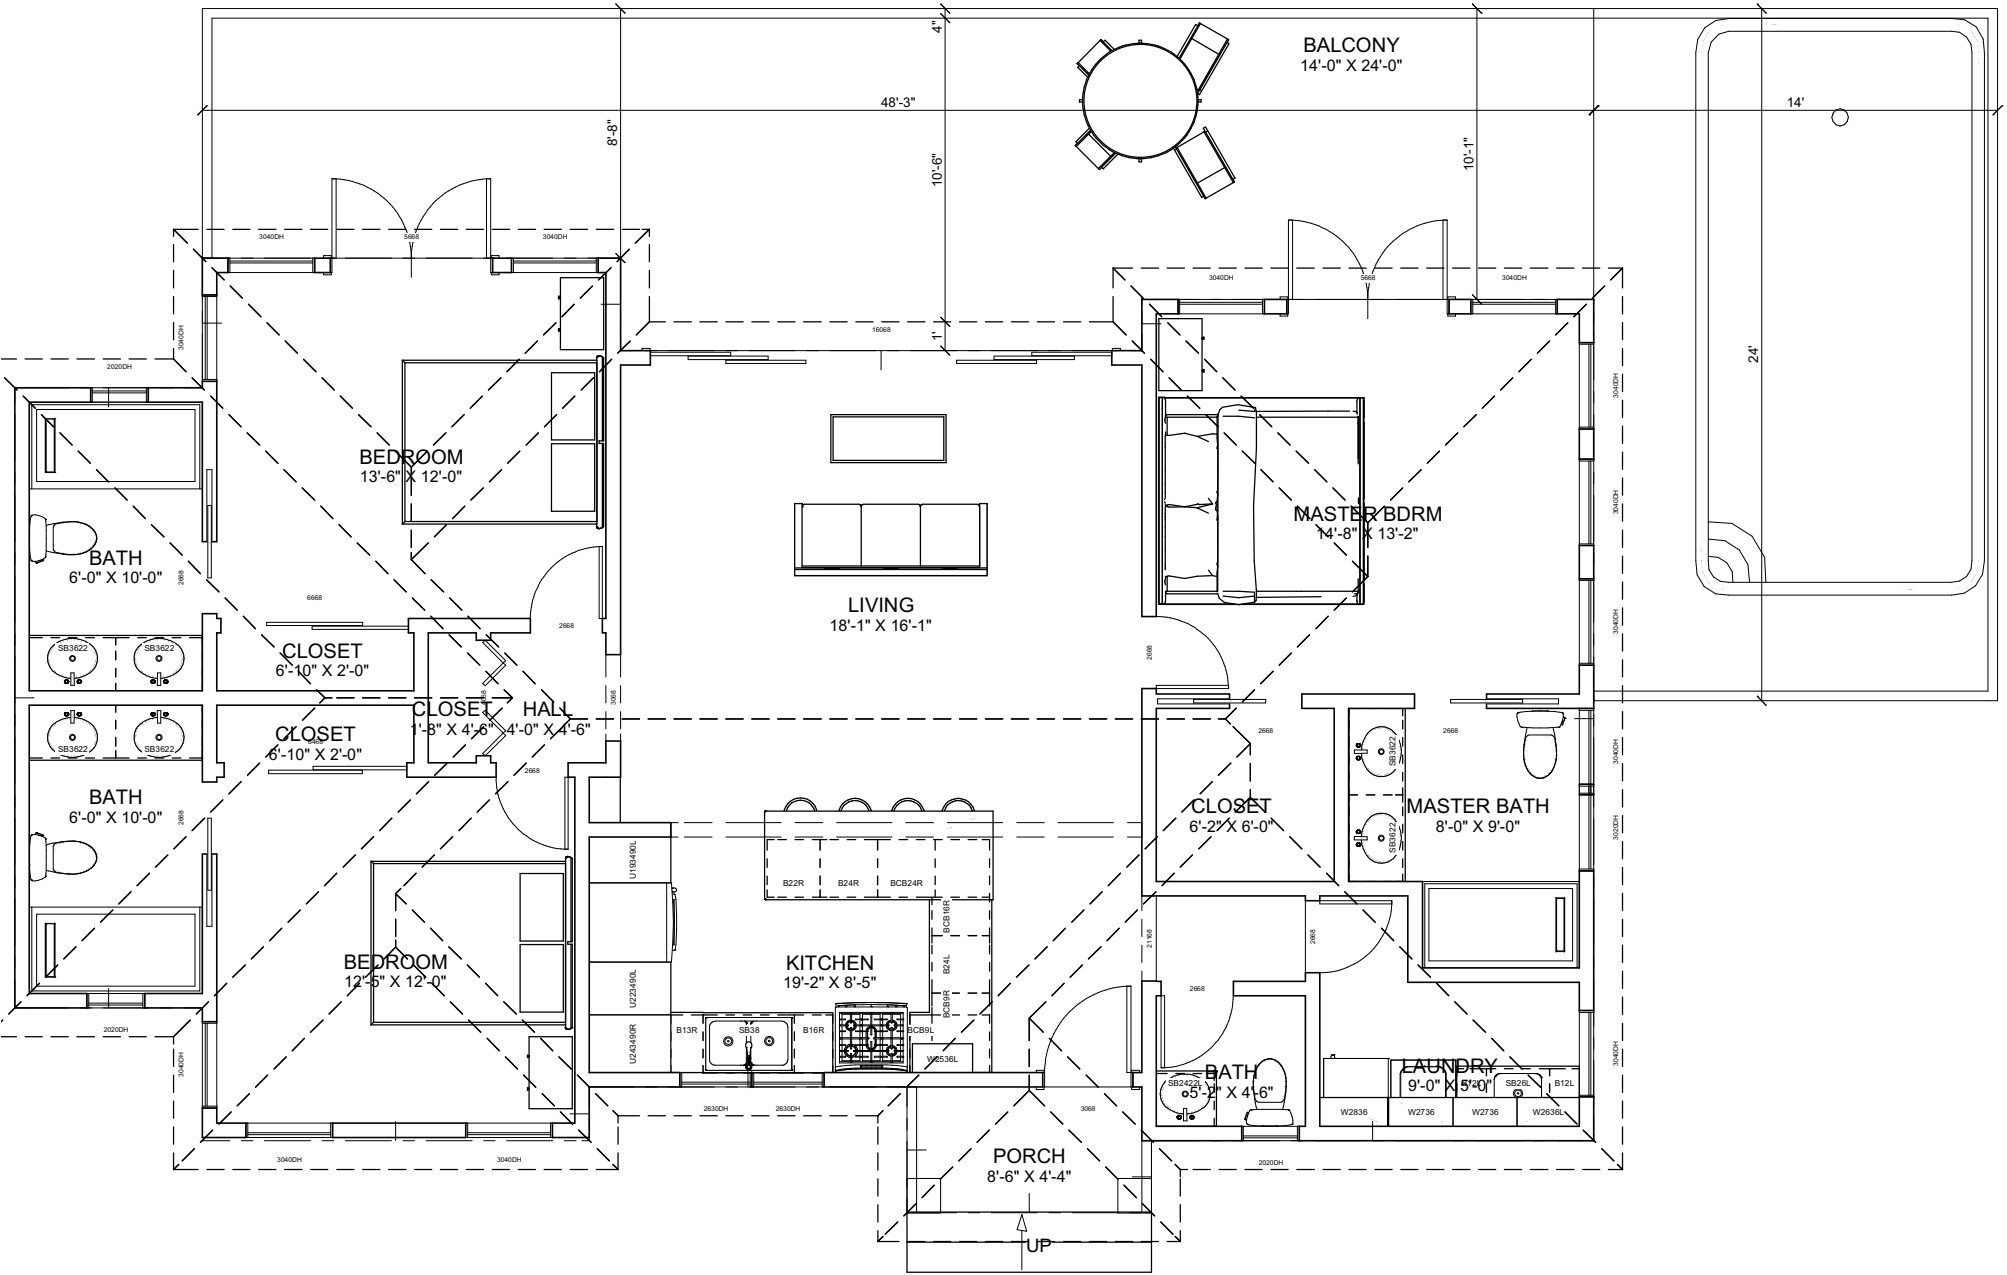 4"
BALCONY
14'-0" X 24'-0"
48'-3"
14'
8'-8"
10'-6"
10'-1"
3040DH
5668
3040DH
3040DH
5668
3040DH
1'
16068
24'
3040DH
2020DH
3040DH
BEDROOM
13'-6" X 12'-0"
3040DH
MASTER BDRM
14'-8" X 13'-2"
BATH
6'-0" X 10'-0"
2668
6668
LIVING
18'-1" X 16'-1"
2668
2668
3040DH
SB3622
SB3622
CLOSET
6'-10" X 2'-0"
3068
CLOSET
1'-8" X 4'-6"
HALL
4'-0" X 4'-6"
SB3622
SB3622
CLOSET
6'-10" X 2'-0"
2668
2668
2668
SB3622
3040DH
BATH
6'-0" X 10'-0"
2668
CLOSET
6'-2" X 6'-0"
MASTER BATH
8'-0" X 9'-0"
SB3622
3020DH
U193490L
B22R
B24R
BCB24R
BCB16R
21168
2668
BEDROOM
12'-5" X 12'-0"
KITCHEN
19'-2" X 8'-5"
B24L
U223490L
BCB9R
2668
2020DH
U243490R
B13R
SB38
B16R
BCB9L
W2536L
3040DH
BATH
5'-2" X 4'-6"
SB2422L
LAUNDRY
9'-0" X 5'-0"
B12L
SB26L
B12L
3040DH
2630DH
2630DH
3068
W2836
W2736
W2736
W2636L
3040DH
3040DH
PORCH
8'-6" X 4'-4"
2020DH
UP